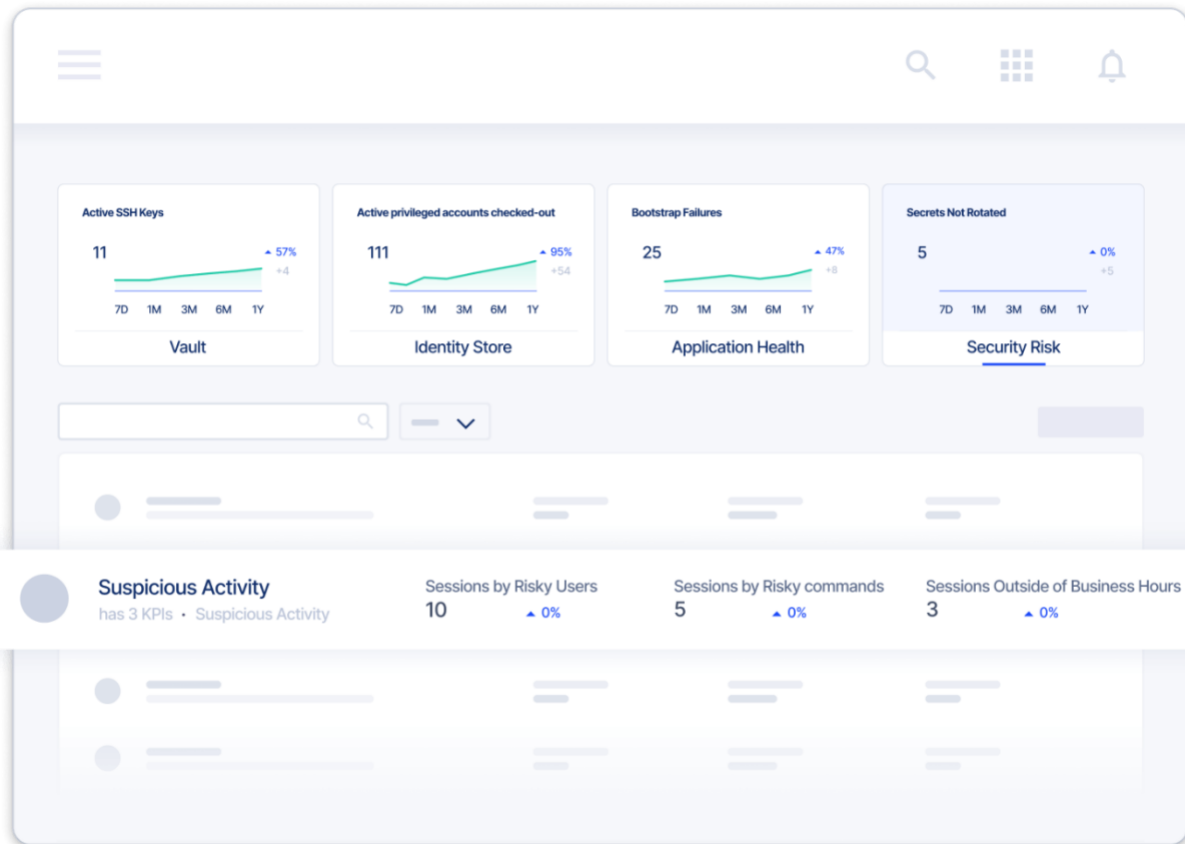 Active SSH Keys
11
57%
+4
7D 1M 3M 6M 1Y
Vault
Active privileged accounts checked-out
111
95%
+54
7D 1M 3M 6M 1Y
Identity Store
Bootstrap Failures
25
47%
+8
7D 1M 3M 6M 1Y
Application Health
Secrets Not Rotated
5
0%
+5
7D 1M 3M 6M 1Y
Security Risk
Suspicious Activity
has 3 KPIs • Suspicious Activity
Sessions by Risky Users
10 0%
Sessions by Risky commands
5 0%
Sessions Outside of Business Hours
3 0%